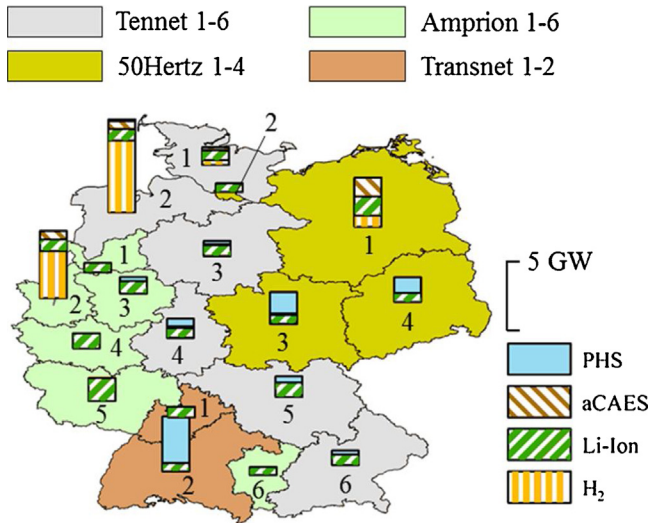 Tennet 1-6
Amprion 1-6
50Hertz 1-4
Transnet 1-2
2
1
2
1
3
1
2
3
4
3
4
4
5
5
1
2
6
6
5 GW
PHS
aCAES
Li-Ion
H₂